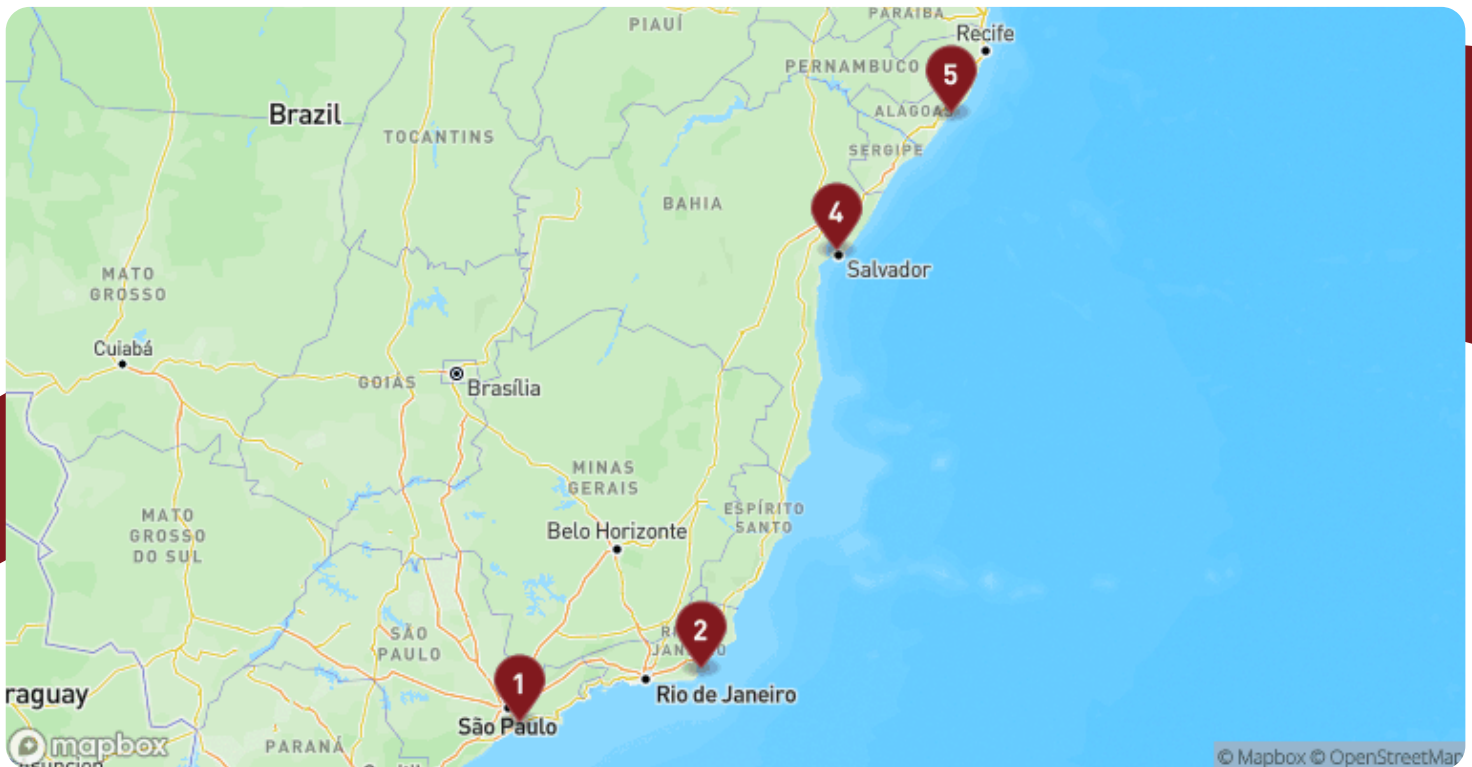 PARAÍBA
PIAUÍ
Recife
PERNAMBUCO
5
Brazil
ALAGOAS
TOCANTINS
SERGIPE
BAHIA
4
Salvador
MATO
GROSSO
Cuiabá
GOIÁS
Brasília
MINAS
GERAIS
MATO
GROSSO
DO SUL
ESPÍRITO
SANTO
Belo Horizonte
SÃO
PAULO
2
1
raguay
Rio de Janeiro
São Paulo
mapbox
PARANÁ
© Mapbox © OpenStreetMap